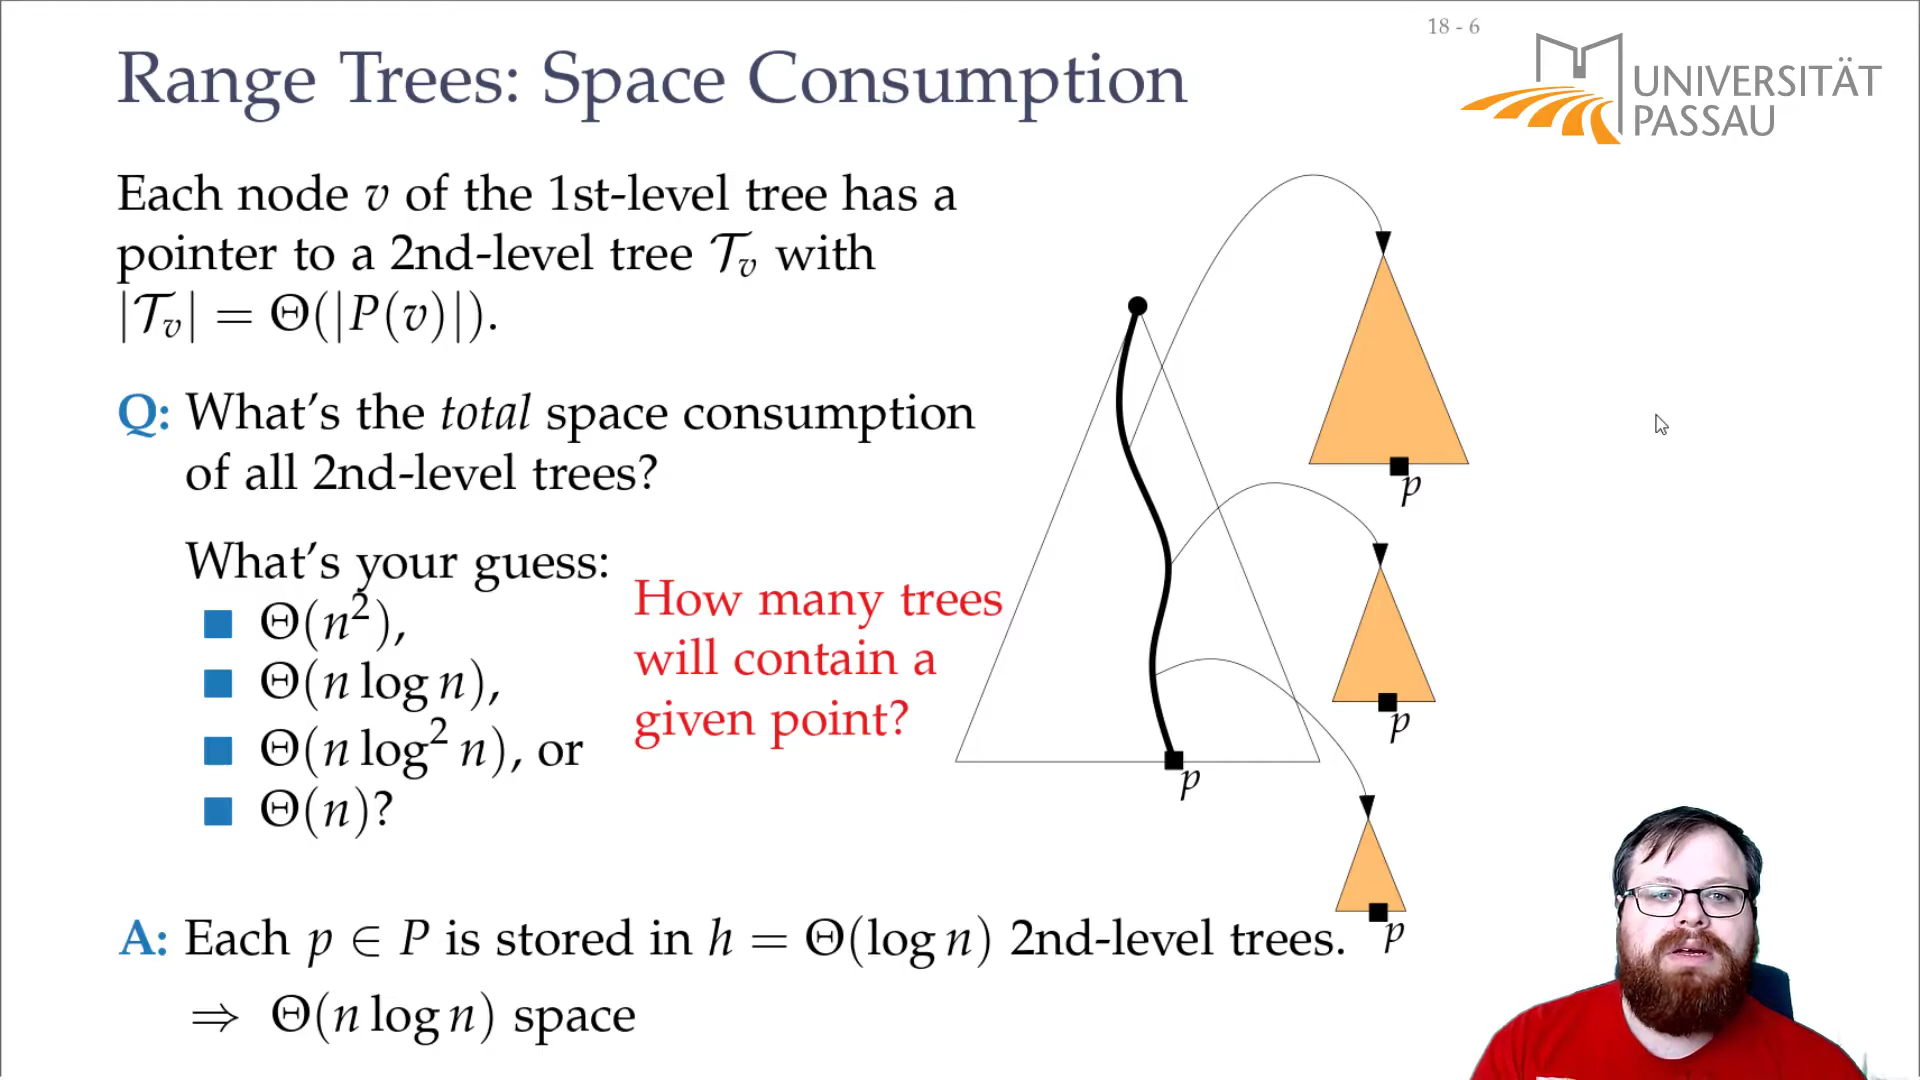 18 - 6
Range Trees: Space Consumption
UNIVERSITÄT
PASSAU
Each node v of the 1st-level tree has a
pointer to a 2nd-level tree 𝒯ᵥ with
|𝒯ᵥ| = Θ(|P(v)|).
Q: What's the total space consumption
of all 2nd-level trees?
What's your guess:
Θ(n²),
Θ(n log n),
Θ(n log² n), or
Θ(n)?
How many trees
will contain a
given point?
p
p
p
p
A: Each p ∈ P is stored in h = Θ(log n) 2nd-level trees.
⇒ Θ(n log n) space